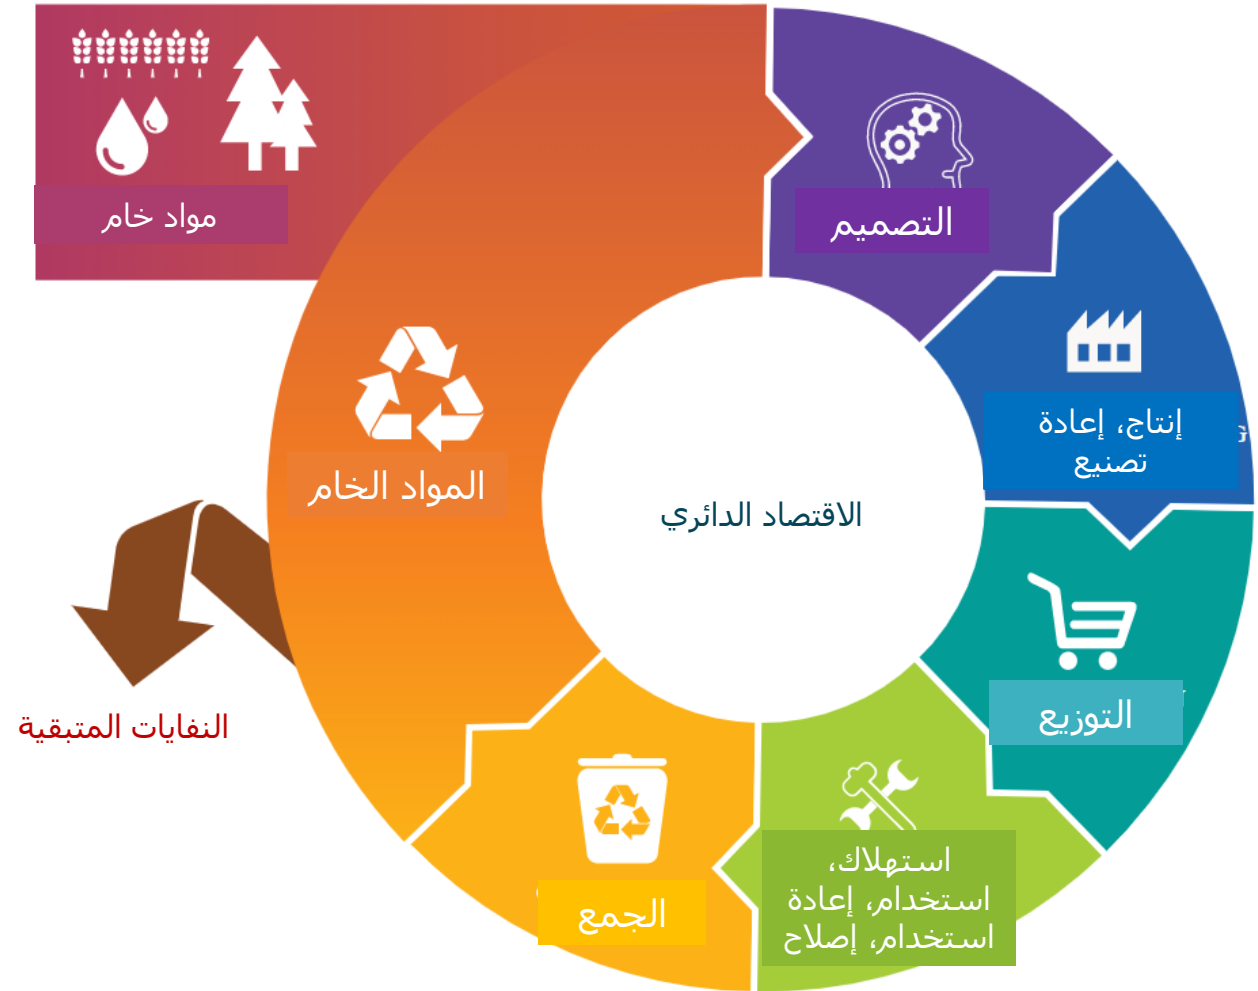 مواد خام
التصميم
إنتاج، إعادة
تصنيع
G
التوزيع
استهلاك،
استخدام، إعادة
استخدام، إصلاح
الجمع
المواد الخام
النفايات المتبقية
الاقتصاد الدائري